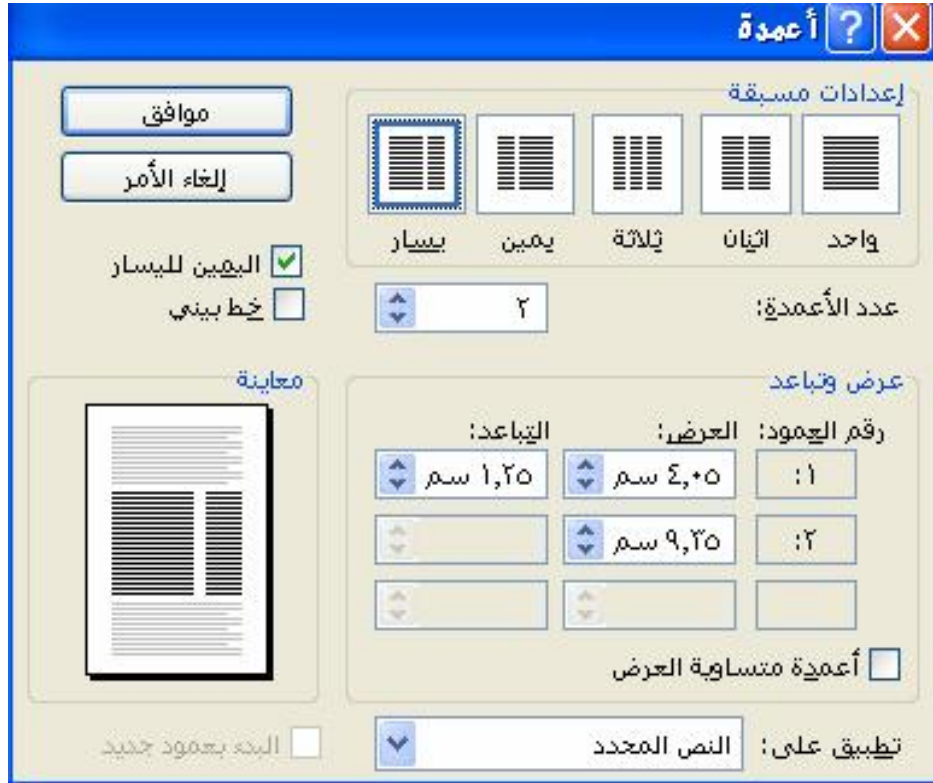 أعمدة
إعدادات مسبقة
واحد
اثنان
ثلاثة
يمين
يسار
موافق
إلغاء الأمر
اليمين لليسار
خط بيني
عدد الأعمدة:
٢
عرض وتباعد
رقم العمود:
العرض:
التباعد:
١:
٤,٠٥ سم
١,٢٥ سم
٢:
٩,٣٥ سم
أعمدة متساوية العرض
معاينة
تطبيق على:
النص المحدد
البدء بعمود جديد